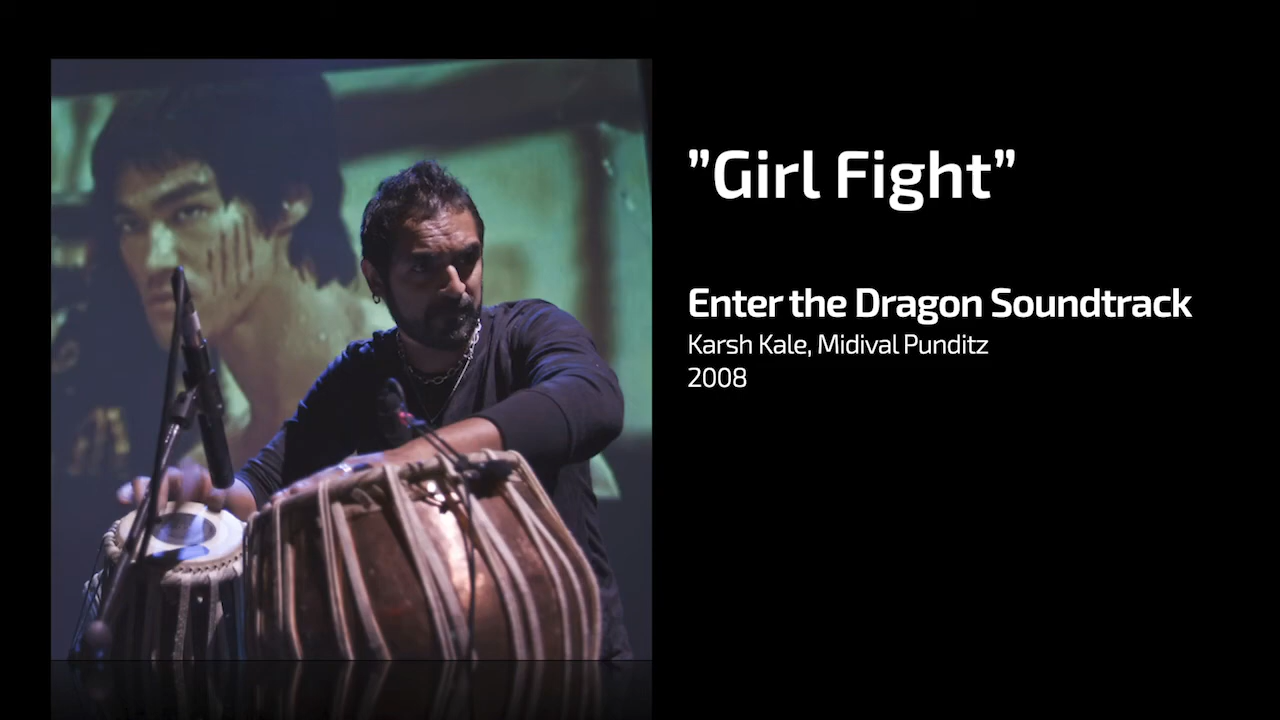 ”Girl Fight”
Enter the Dragon Soundtrack
Karsh Kale, Midival Punditz
2008